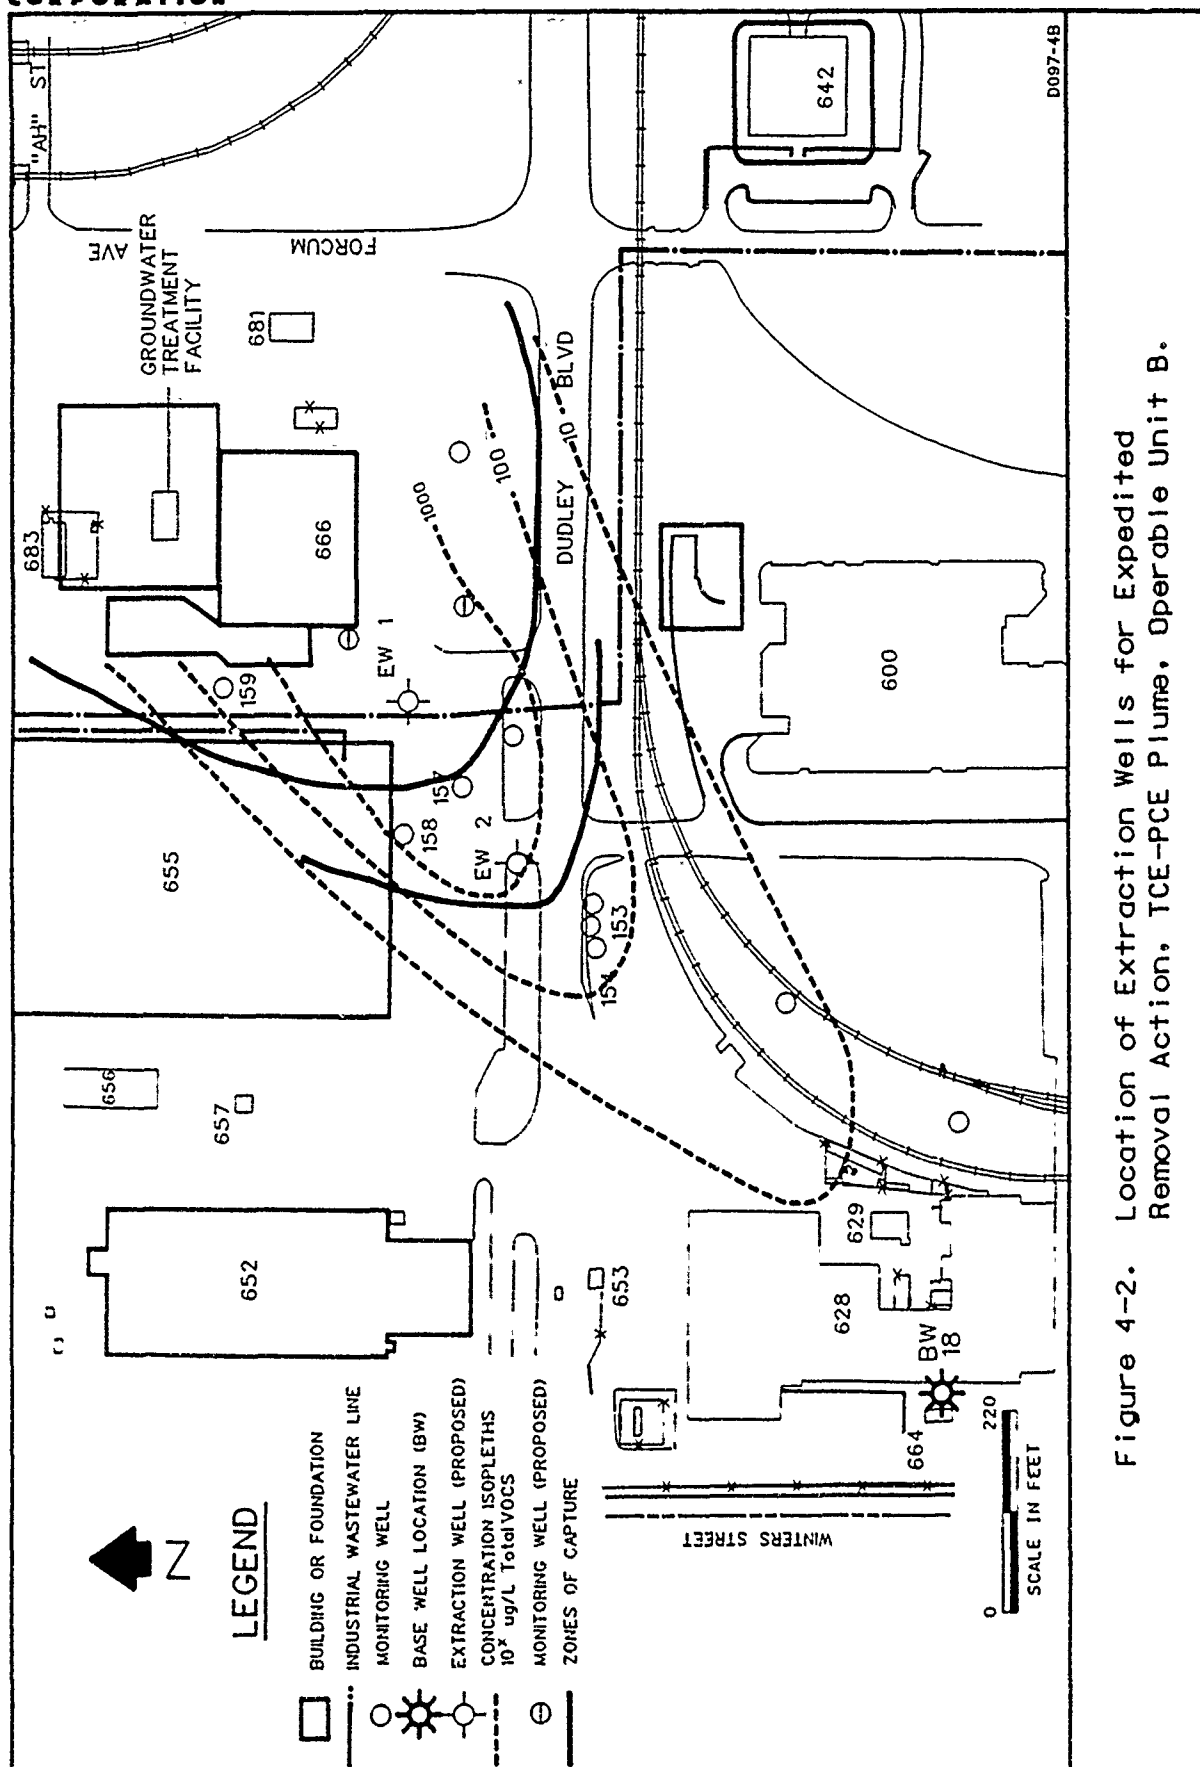 CORPORATION
"AH" ST
AVE
FORCUM
GROUNDWATER
TREATMENT
FACILITY
681
683
666
642
D097-4B
1000
100
10
DUDLEY BLVD
EW 1
159
157
158
EW 2
655
153
154
600
656
657
652
653
629
628
BW
18
664
WINTERS STREET
N
LEGEND
BUILDING OR FOUNDATION
INDUSTRIAL WASTEWATER LINE
MONITORING WELL
BASE WELL LOCATION (BW)
EXTRACTION WELL (PROPOSED)
CONCENTRATION ISOPLETHS
10ˣ ug/L Total VOCS
MONITORING WELL (PROPOSED)
ZONES OF CAPTURE
0 220
SCALE IN FEET
Figure 4-2. Location of Extraction Wells for Expedited
Removal Action, TCE-PCE Plume, Operable Unit B.